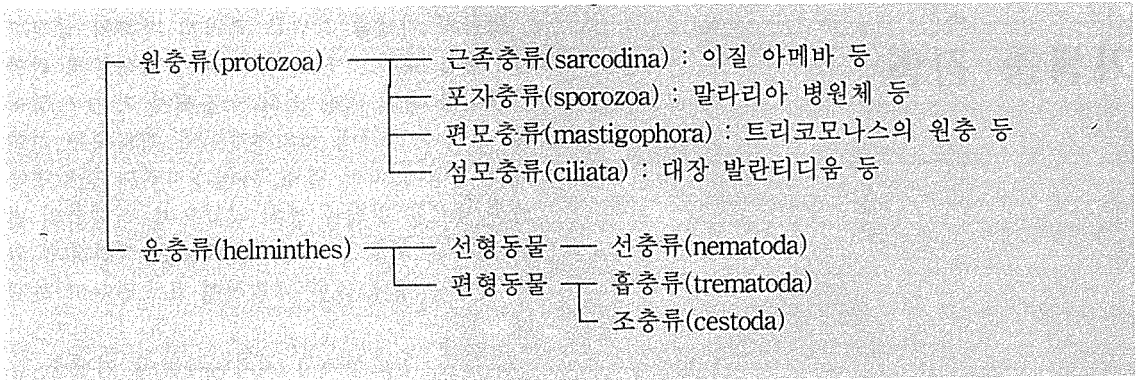 원충류(protozoa) 근족충류(sarcodina) : 이질 아메바 등
포자충류(sporozoa) : 말라리아 병원체 등
편모충류(mastigophora) : 트리코모나스의 원충 등
섬모충류(ciliata) : 대장 발란티디움 등
윤충류(helminthes) 선형동물 선충류(nematoda)
편형동물 흡충류(trematoda)
조충류(cestoda)